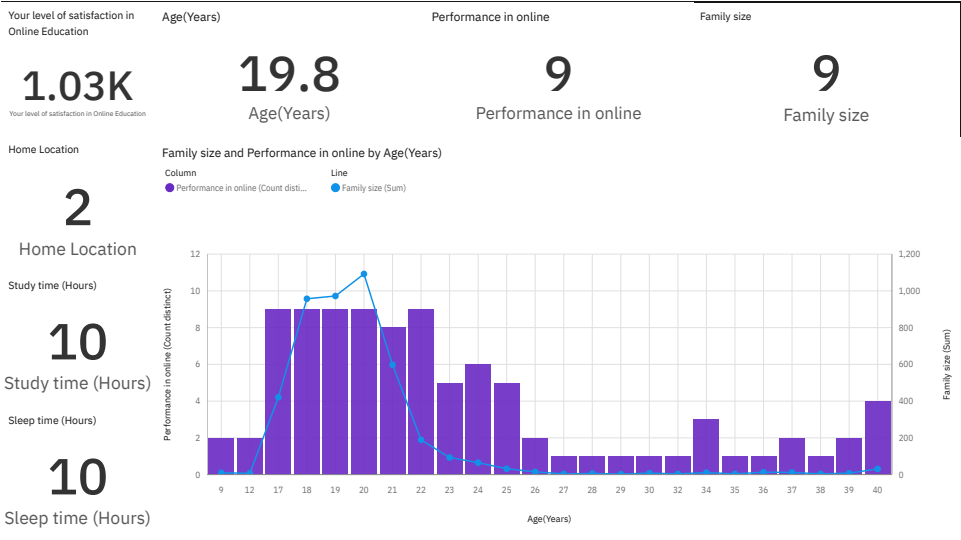 Your level of satisfaction in
Online Education
1.03K
Your level of satisfaction in Online Education
Age(Years)
19.8
Age(Years)
Performance in online
9
Performance in online
Family size
9
Family size
Home Location
2
Home Location
Study time (Hours)
10
Study time (Hours)
Sleep time (Hours)
10
Sleep time (Hours)
Family size and Performance in online by Age(Years)
Column
Line
Performance in online (Count disti...
Family size (Sum)
Performance in online (Count distinct)
12
10
8
6
4
2
0
1,200
1,000
800
600
400
200
0
Family size (Sum)
9 12 17 18 19 20 21 22 23 24 25 26 27 28 29 30 32 34 35 36 37 38 39 40
Age(Years)